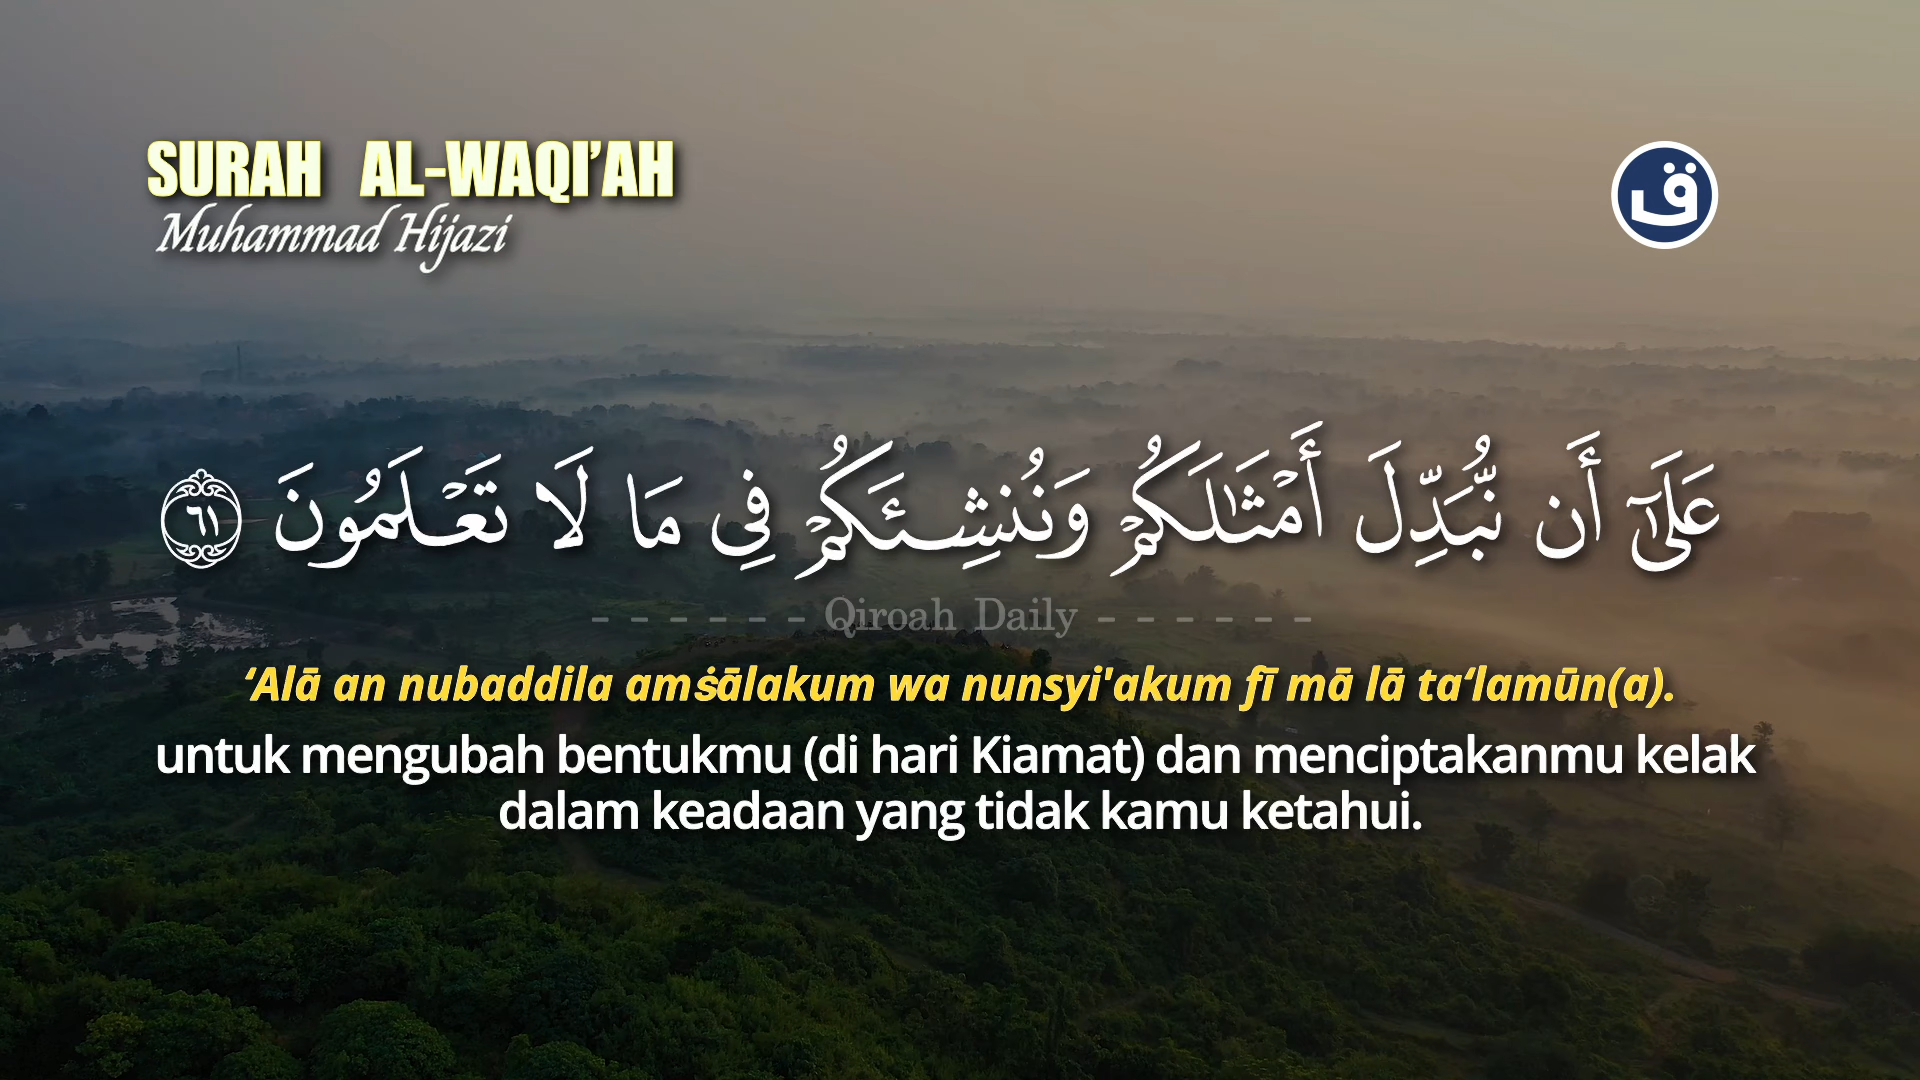 SURAH AL-WAQI’AH
Muhammad Hijazi
ق
عَلَىٰٓ أَن نُّبَدِّلَ أَمْثَـٰلَكُمْ وَنُنشِئَكُمْ فِى مَا لَا تَعْلَمُونَ ٦١
- - - - - - Qiroah Daily - - - - - -
‘Alā an nubaddila amṡālakum wa nunsyi'akum fī mā lā ta‘lamūn(a).
untuk mengubah bentukmu (di hari Kiamat) dan menciptakanmu kelak
dalam keadaan yang tidak kamu ketahui.